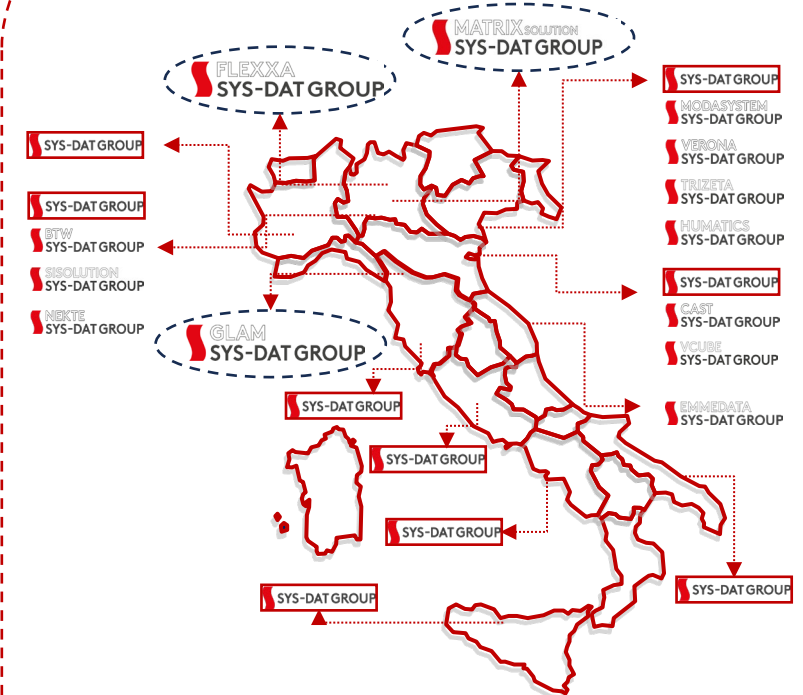 MATRIX SOLUTION
SYS-DAT GROUP
FLEXXA
SYS-DAT GROUP
SYS-DAT GROUP
SYS-DAT GROUP
BTW
SYS-DAT GROUP
SISOLUTION
SYS-DAT GROUP
NEKTE
SYS-DAT GROUP
GLAM
SYS-DAT GROUP
SYS-DAT GROUP
MODASYSTEM
SYS-DAT GROUP
VERONA
SYS-DAT GROUP
TRIZETA
SYS-DAT GROUP
HUMATICS
SYS-DAT GROUP
SYS-DAT GROUP
CAST
SYS-DAT GROUP
VCUBE
SYS-DAT GROUP
EMMEDATA
SYS-DAT GROUP
SYS-DAT GROUP
SYS-DAT GROUP
SYS-DAT GROUP
SYS-DAT GROUP
SYS-DAT GROUP